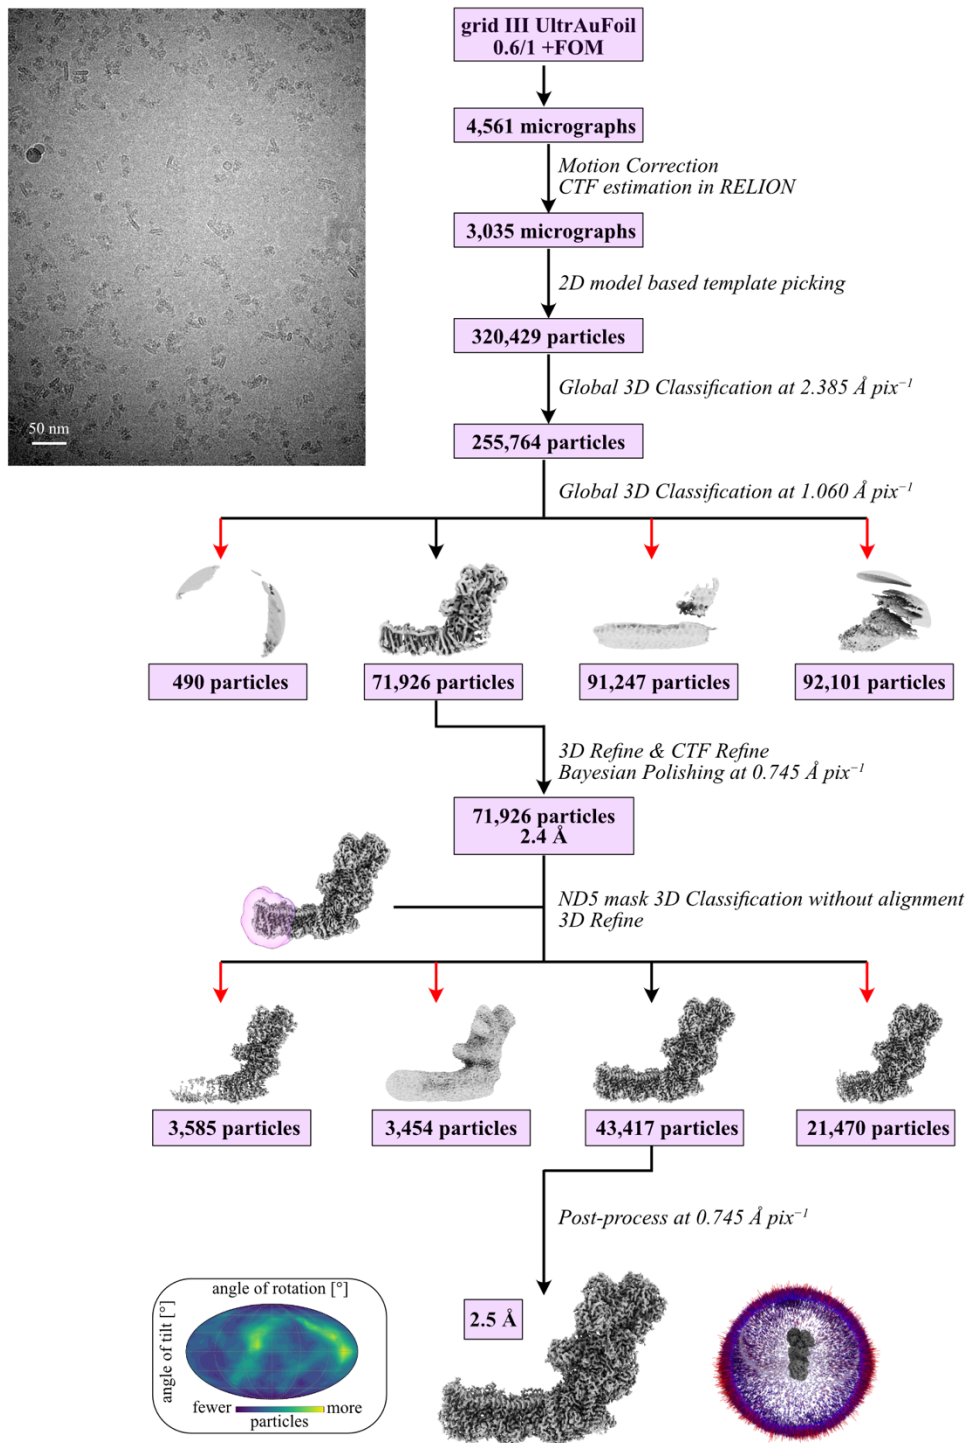 grid III UltrAuFoil
0.6/1 +FOM
4,561 micrographs
Motion Correction
CTF estimation in RELION
3,035 micrographs
2D model based template picking
320,429 particles
Global 3D Classification at 2.385 Å pix⁻¹
50 nm
255,764 particles
Global 3D Classification at 1.060 Å pix⁻¹
490 particles
71,926 particles
91,247 particles
92,101 particles
3D Refine & CTF Refine
Bayesian Polishing at 0.745 Å pix⁻¹
71,926 particles
2.4 Å
ND5 mask 3D Classification without alignment
3D Refine
3,585 particles
3,454 particles
43,417 particles
21,470 particles
Post-process at 0.745 Å pix⁻¹
angle of rotation [°]
angle of tilt [°]
fewer
more
particles
2.5 Å